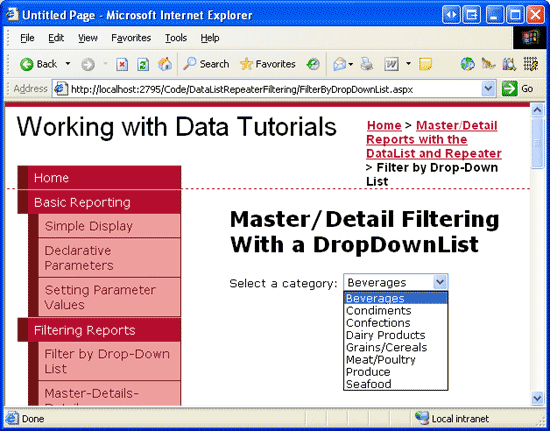 Untitled Page - Microsoft Internet Explorer
File Edit View Favorites Tools Help
Back Search Favorites
Address http://localhost:2795/Code/DataListRepeaterFiltering/FilterByDropDownList.aspx Go
Working with Data Tutorials
Home > Master/Detail
Reports with the
DataList and Repeater
> Filter by Drop-Down
List
Home
Basic Reporting
Simple Display
Declarative
Parameters
Setting Parameter
Values
Filtering Reports
Filter by Drop-Down
List
Master-Details-
Master/Detail Filtering
With a DropDownList
Select a category: Beverages
Beverages
Condiments
Confections
Dairy Products
Grains/Cereals
Meat/Poultry
Produce
Seafood
Done Local intranet